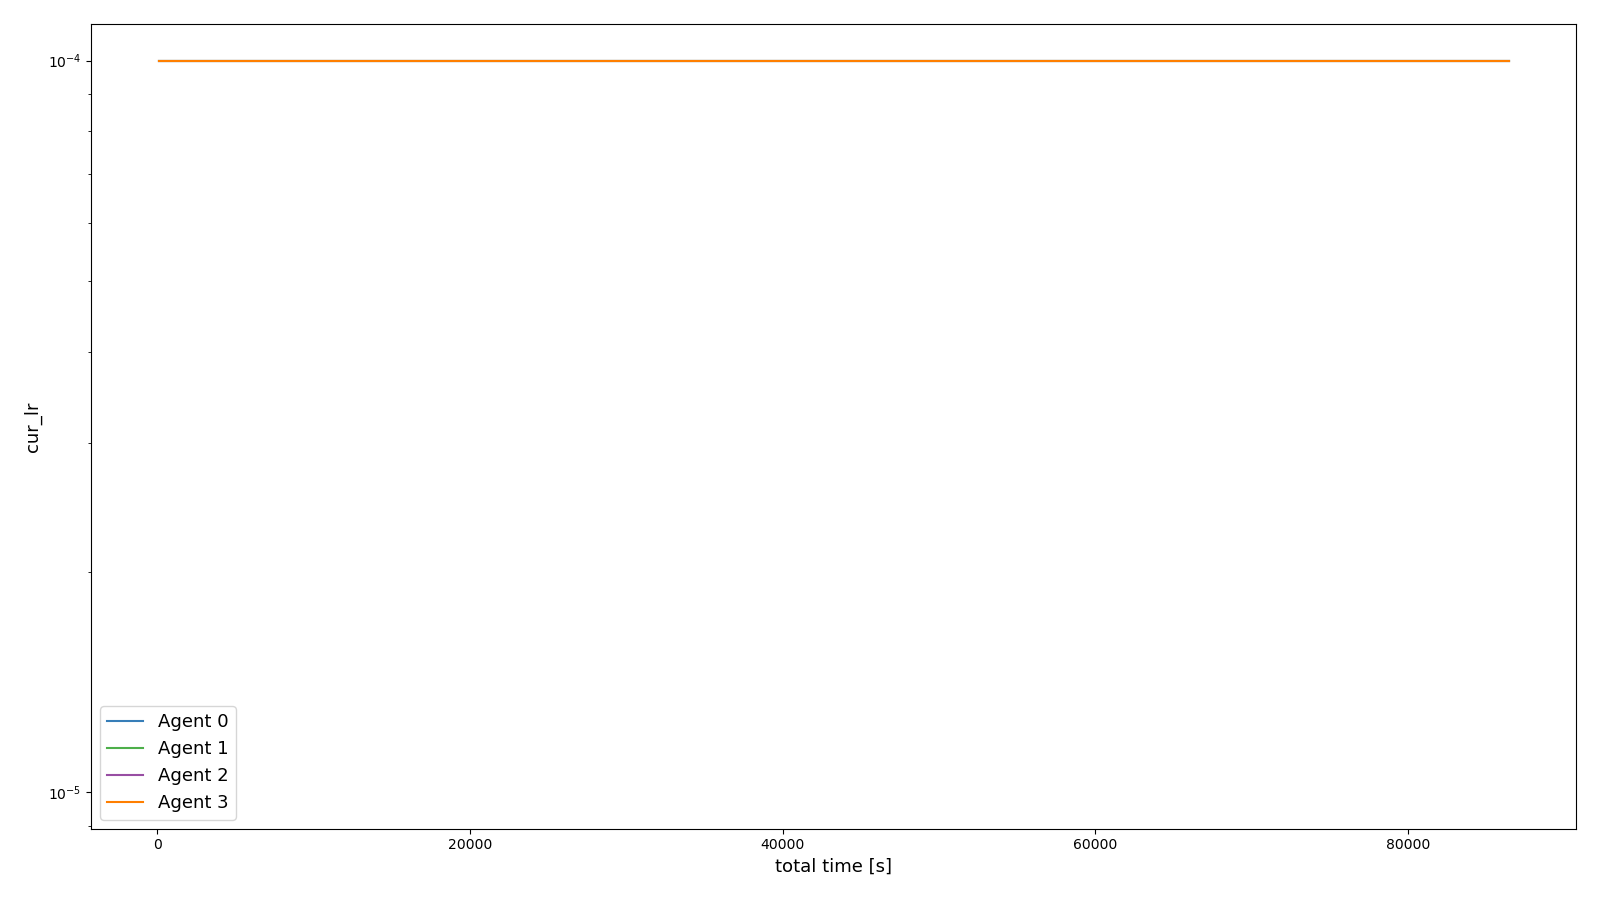 10⁻⁴
cur_lr
Agent 0
Agent 1
Agent 2
Agent 3
10⁻⁵
0 20000 40000 60000 80000
total time [s]